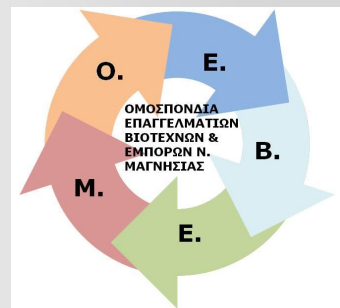 Ο.
Ε.
Β.
Ε.
Μ.
ΟΜΟΣΠΟΝΔΙΑ
ΕΠΑΓΓΕΛΜΑΤΙΩΝ
ΒΙΟΤΕΧΝΩΝ &
ΕΜΠΟΡΩΝ Ν.
ΜΑΓΝΗΣΙΑΣ